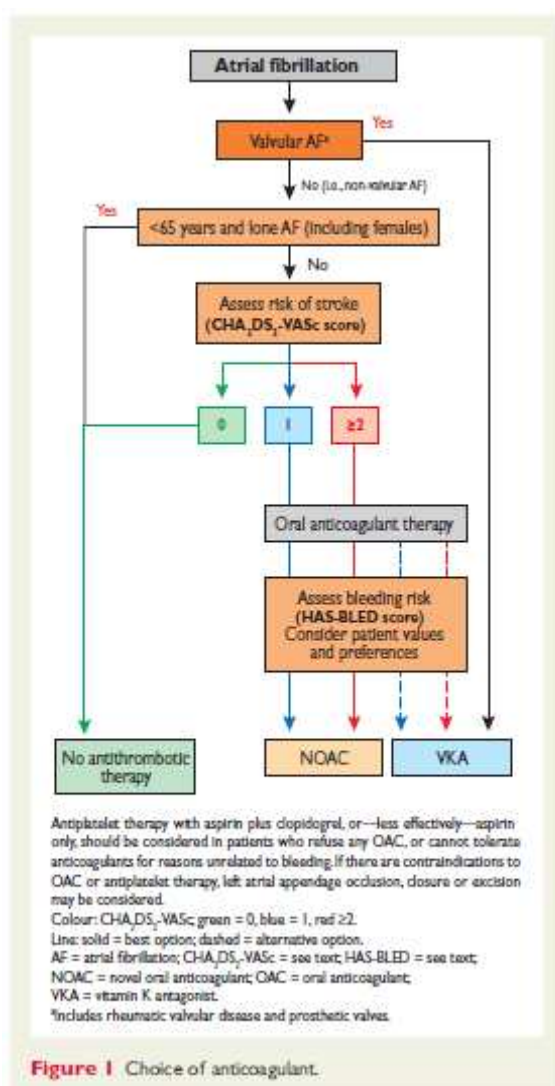 Atrial fibrillation
Valvular AFª
Yes
No (i.e., non-valvular AF)
Yes
<65 years and lone AF (including females)
No
Assess risk of stroke
(CHA₂DS₂-VASc score)
0
1
≥2
Oral anticoagulant therapy
Assess bleeding risk
(HAS-BLED score)
Consider patient values
and preferences
No antithrombotic
therapy
NOAC
VKA
Antiplatelet therapy with aspirin plus clopidogrel, or—less effectively—aspirin
only, should be considered in patients who refuse any OAC, or cannot tolerate
anticoagulants for reasons unrelated to bleeding. If there are contraindications to
OAC or antiplatelet therapy, left atrial appendage occlusion, closure or excision
may be considered.
Colour: CHA₂DS₂-VASc; green = 0, blue = 1, red ≥2.
Line: solid = best option; dashed = alternative option.
AF = atrial fibrillation; CHA₂DS₂-VASc = see text; HAS-BLED = see text;
NOAC = novel oral anticoagulant; OAC = oral anticoagulant;
VKA = vitamin K antagonist.
ªIncludes rheumatic valvular disease and prosthetic valves.
Figure 1 Choice of anticoagulant.